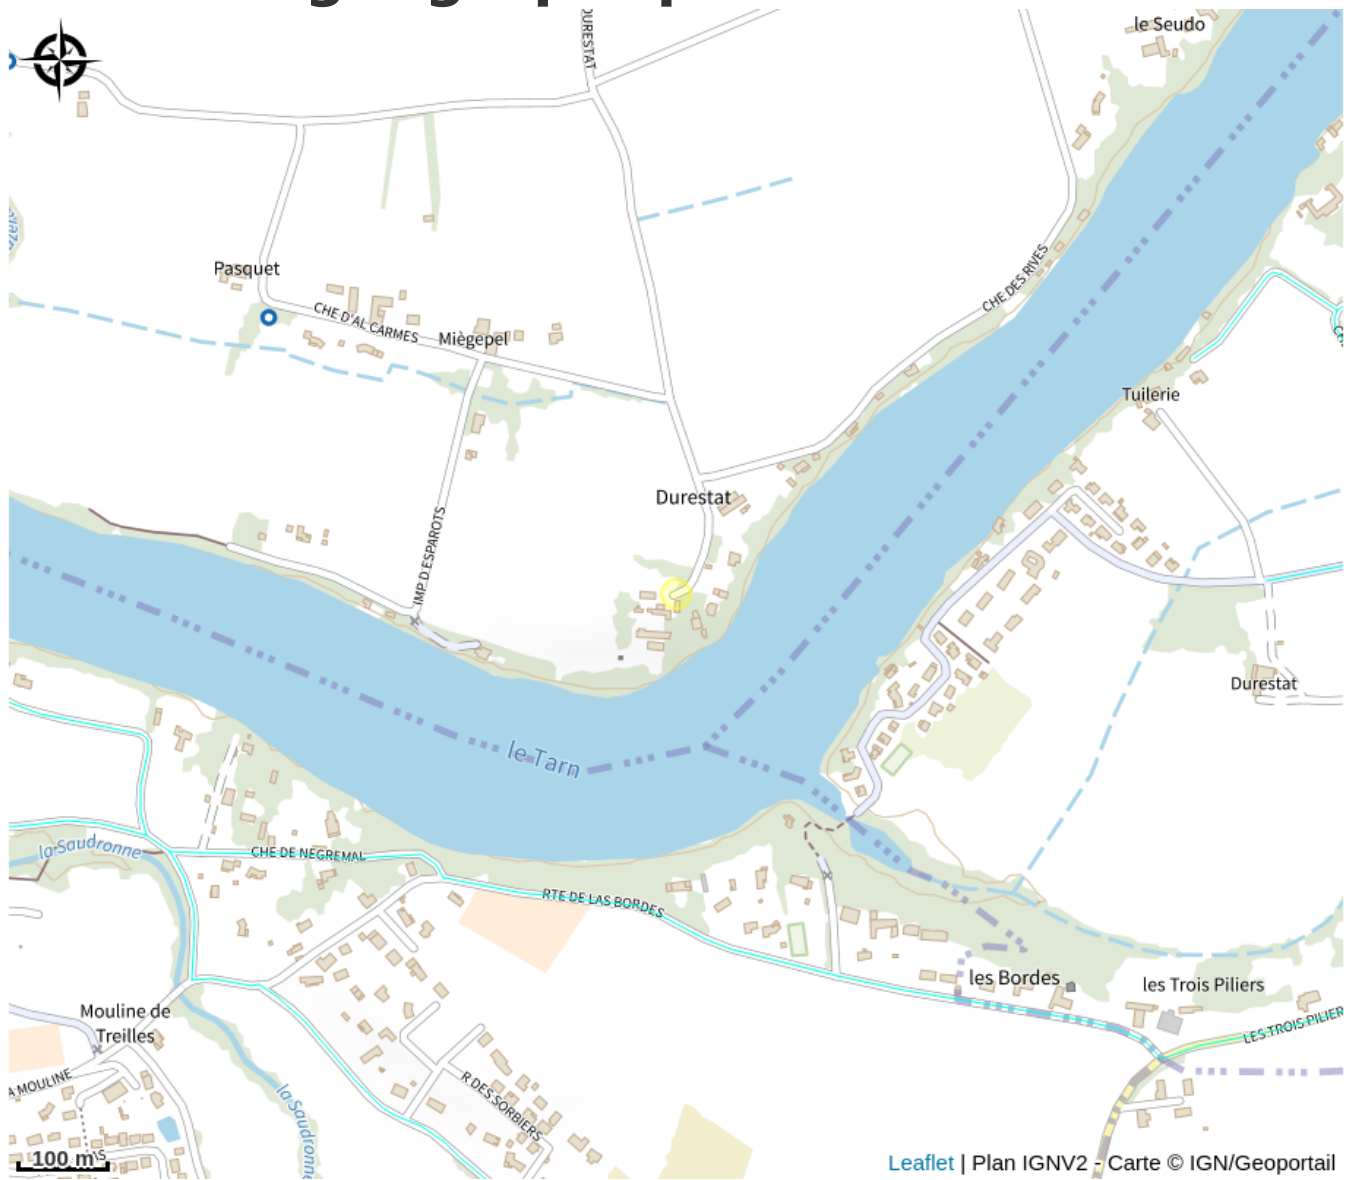 le Seudo
DURESTAT
Pasquet
CHE D'AL CARMES
Miègepel
CHE DES RIVES
Tuilerie
Durestat
IMP D'ESPAROTS
Durestat
le Tarn
la Saudronne
CHE DE NEGREMAL
RTE DE LAS BORDES
les Bordes
les Trois Piliers
Mouline de
Treilles
LES TROIS PILIER
A MOULINE
R DES SORBIERS
la Saudronne
100 m
Leaflet | Plan IGNV2 - Carte © IGN/Geoportail